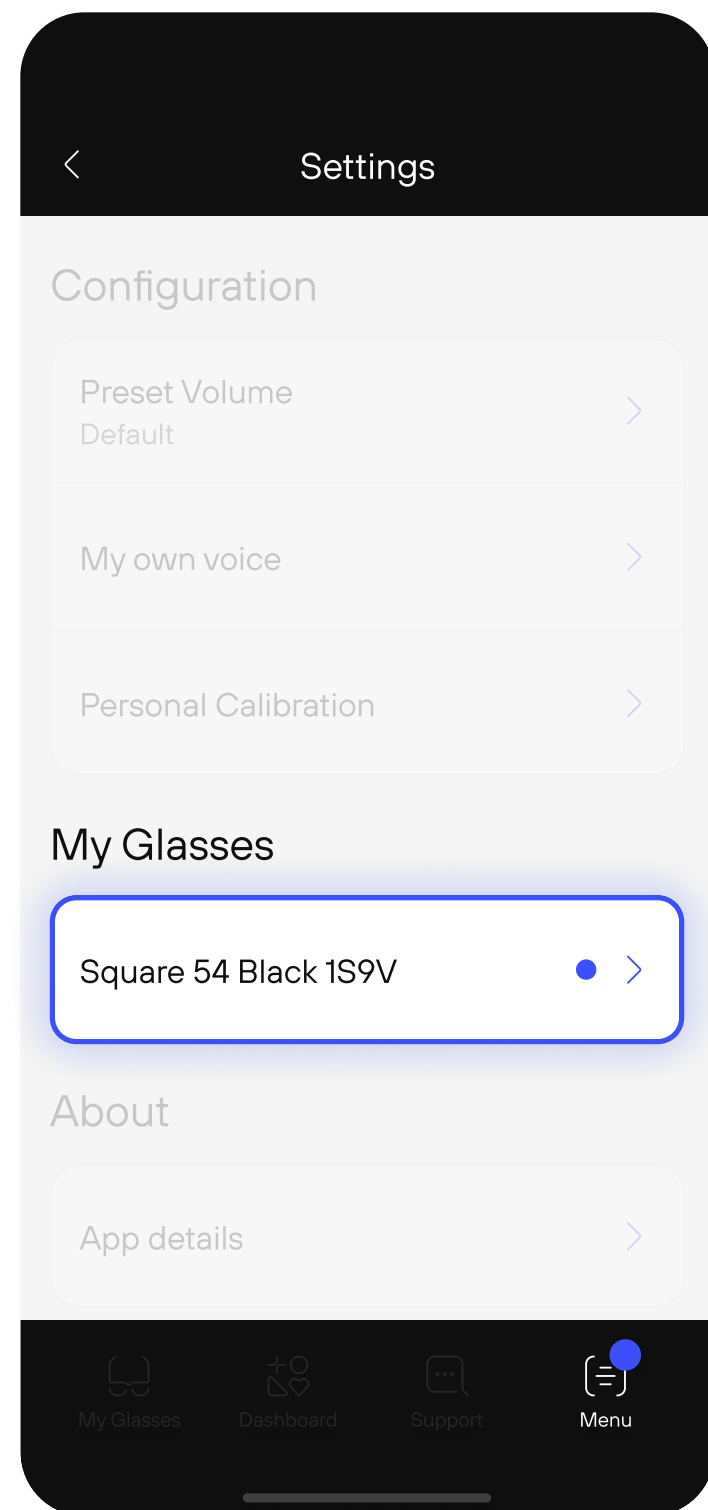 Settings
Configuration
Preset Volume
Default
My own voice
Personal Calibration
My Glasses
Square 54 Black 1S9V
About
App details
My Glasses
Dashboard
Support
Menu